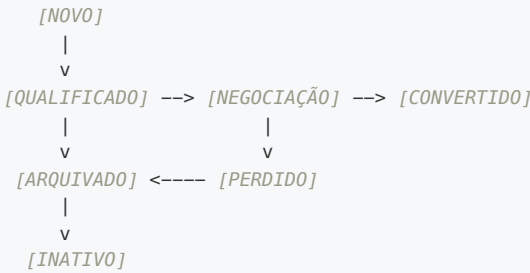 [NOVO]
|
v
[QUALIFICADO] --> [NEGOCIAÇÃO] --> [CONVERTIDO]
| |
v v
[ARQUIVADO] <---- [PERDIDO]
|
v
[INATIVO]